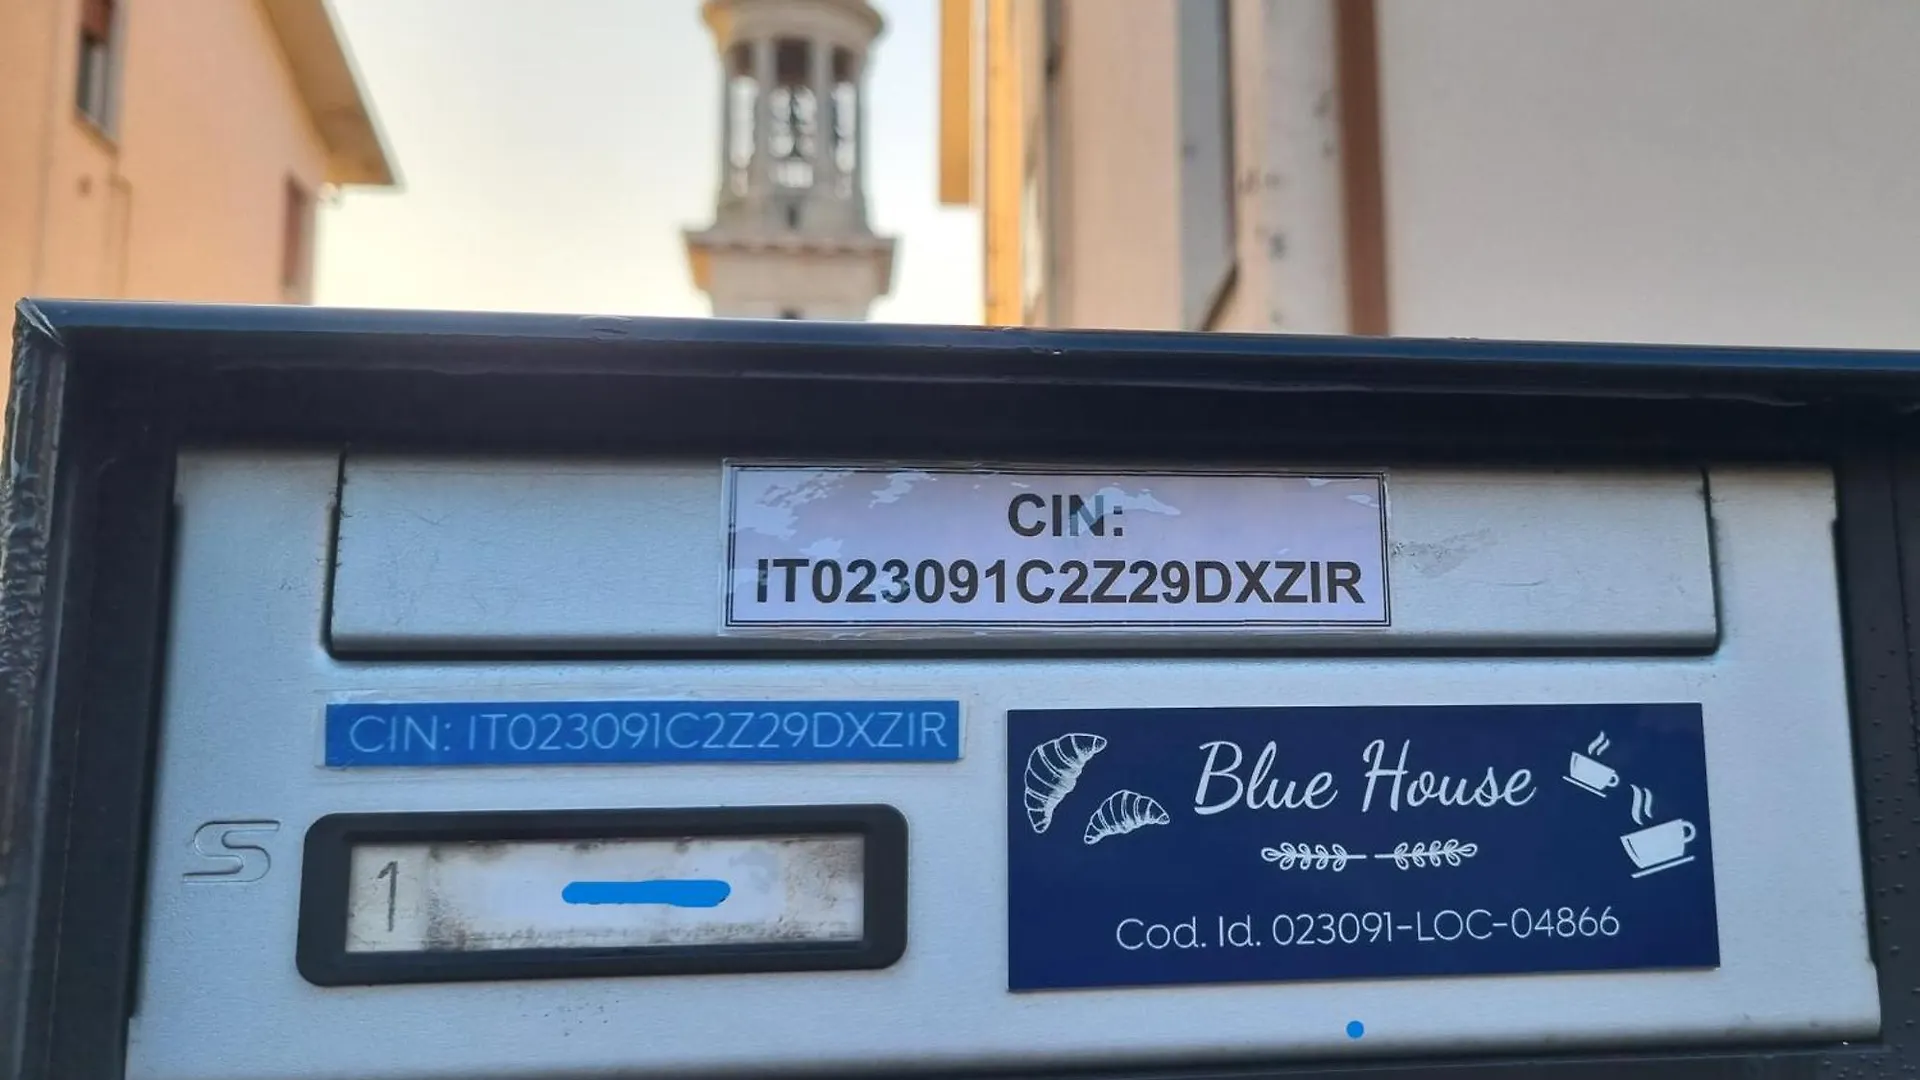 CIN:
IT023091C2Z29DXZIR
CIN: IT023091C2Z29DXZIR
Blue House
Cod. Id. 023091-LOC-04866
S
1